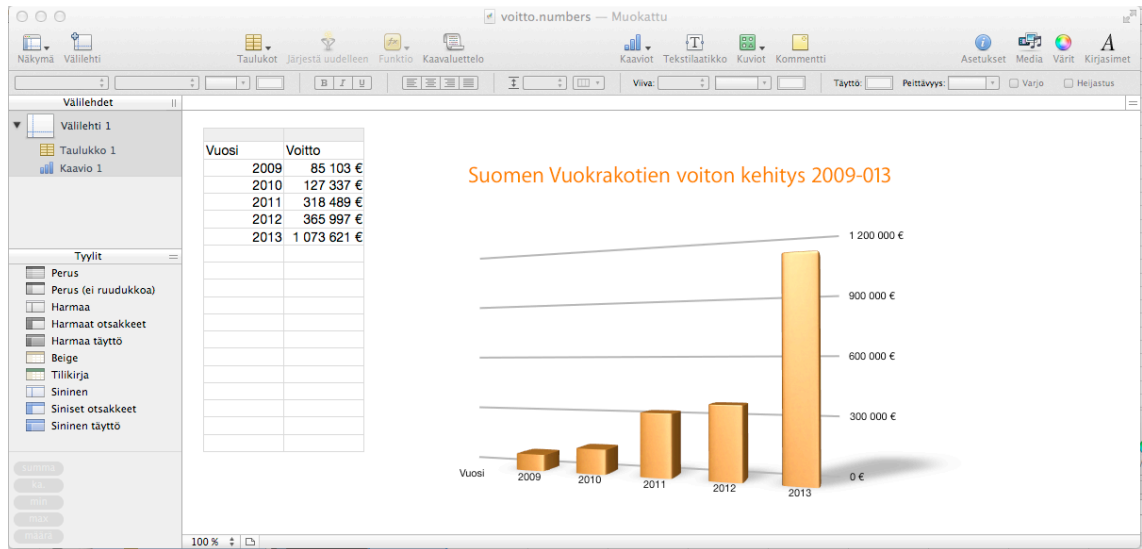 voitto.numbers — Muokattu
Näkymä Välilehti Taulukot Järjestä uudelleen Funktio Kaavaluettelo Kaaviot Tekstilaatikko Kuviot Kommentti Asetukset Media Värit Kirjasimet
B I U Viiva: Täyttö: Peittävyys: Varjo Heijastus
Välilehdet
Välilehti 1
Taulukko 1
Kaavio 1
Tyylit
Perus
Perus (ei ruudukkoa)
Harmaa
Harmaat otsakkeet
Harmaa täyttö
Beige
Tilikirja
Sininen
Siniset otsakkeet
Sininen täyttö
summa
ka.
min
max
määrä
Vuosi Voitto
2009 85 103 €
2010 127 337 €
2011 318 489 €
2012 365 997 €
2013 1 073 621 €
Suomen Vuokrakotien voiton kehitys 2009-013
1 200 000 €
900 000 €
600 000 €
300 000 €
0 €
Vuosi 2009 2010 2011 2012 2013
100 %